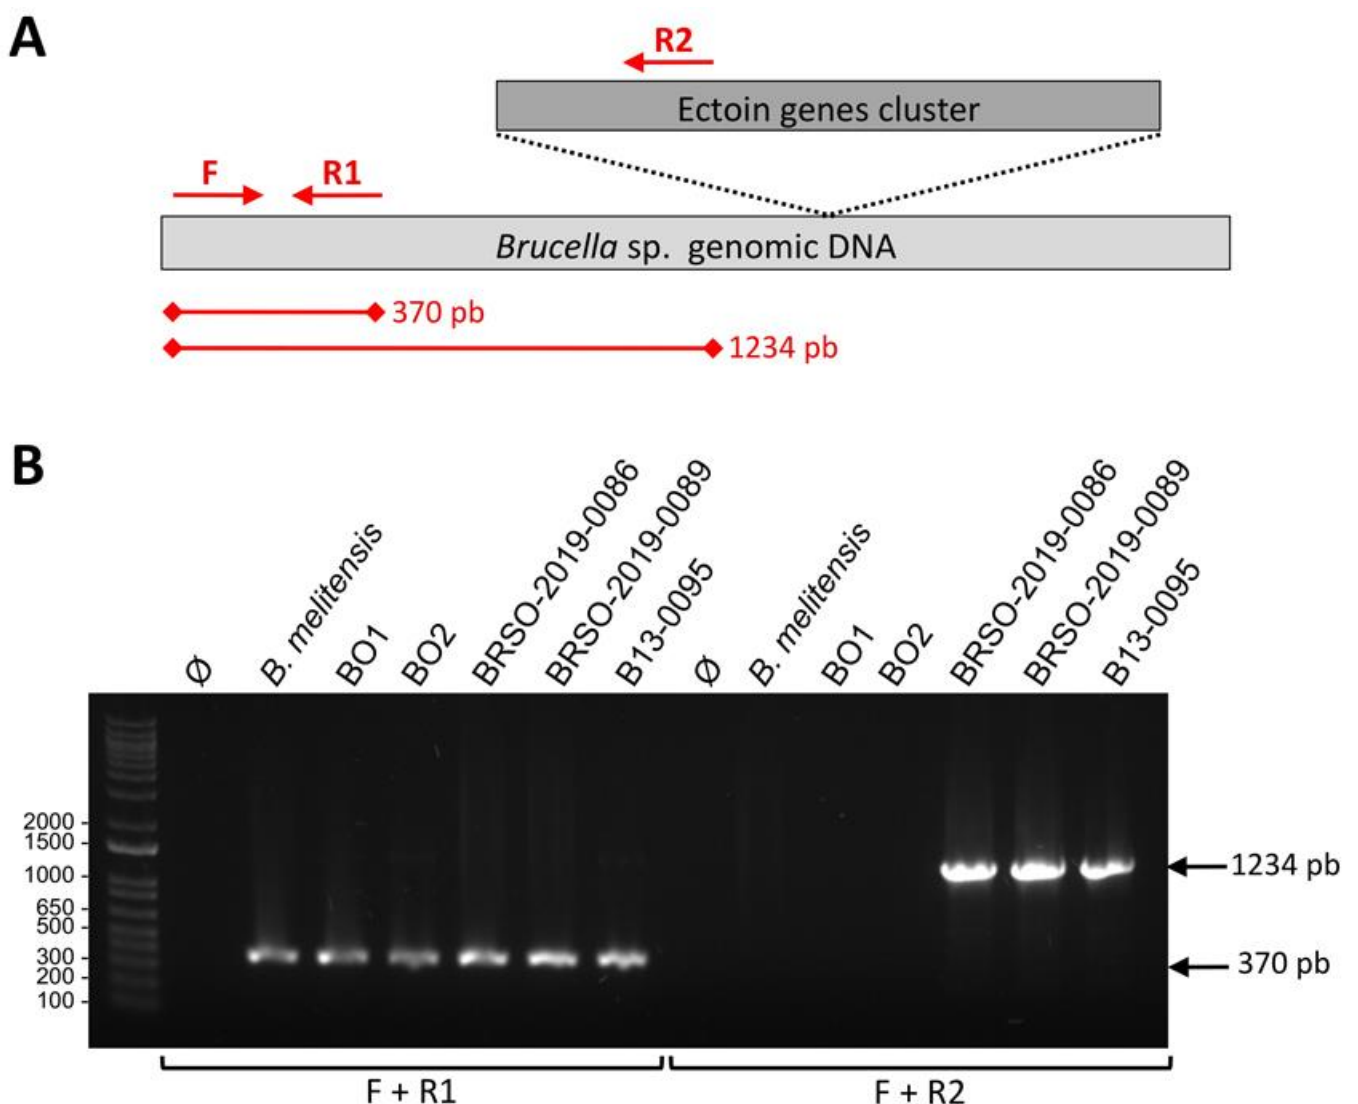 A
R2
Ectoin genes cluster
F
R1
Brucella sp. genomic DNA
370 pb
1234 pb
B
Ø
B. melitensis
BO1
BO2
BRSO-2019-0086
BRSO-2019-0089
B13-0095
Ø
B. melitensis
BO1
BO2
BRSO-2019-0086
BRSO-2019-0089
B13-0095
2000
1500
1000
650
500
300
200
100
1234 pb
370 pb
F + R1
F + R2